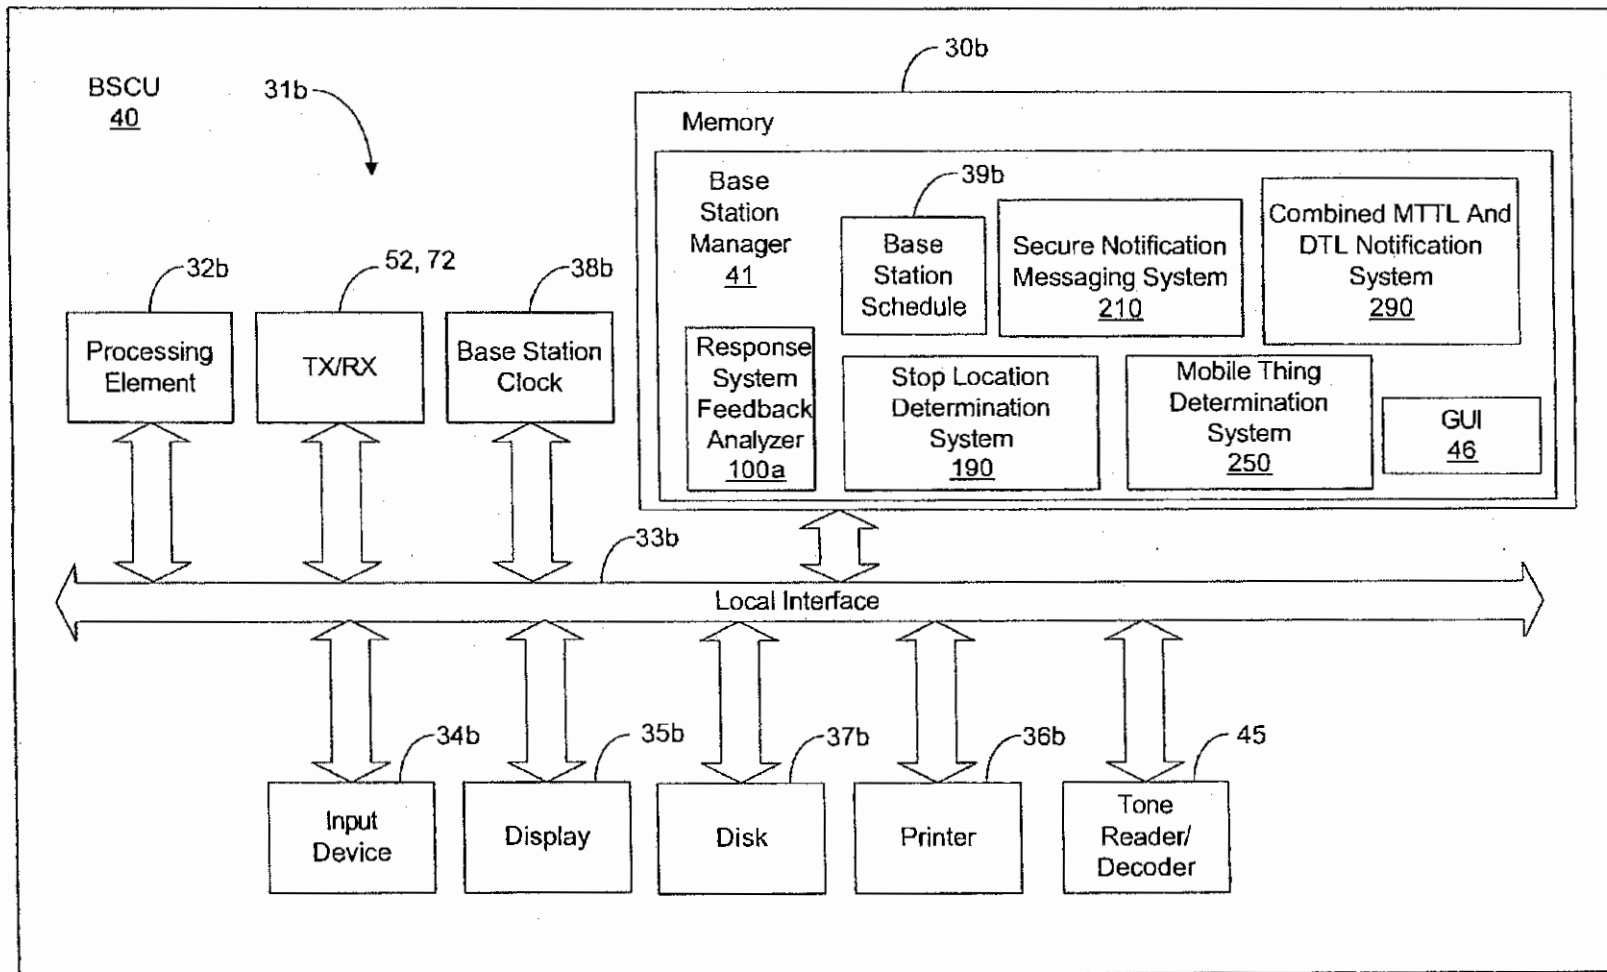 30b
BSCU
40
31b
Memory
39b
Base
Station
Manager
41
Base
Station
Schedule
Secure Notification
Messaging System
210
Combined MTTL And
DTL Notification
System
290
32b
52, 72
38b
Processing
Element
TX/RX
Base Station
Clock
Response
System
Feedback
Analyzer
100a
Stop Location
Determination
System
190
Mobile Thing
Determination
System
250
GUI
46
33b
Local Interface
34b
35b
37b
36b
45
Input
Device
Display
Disk
Printer
Tone
Reader/
Decoder